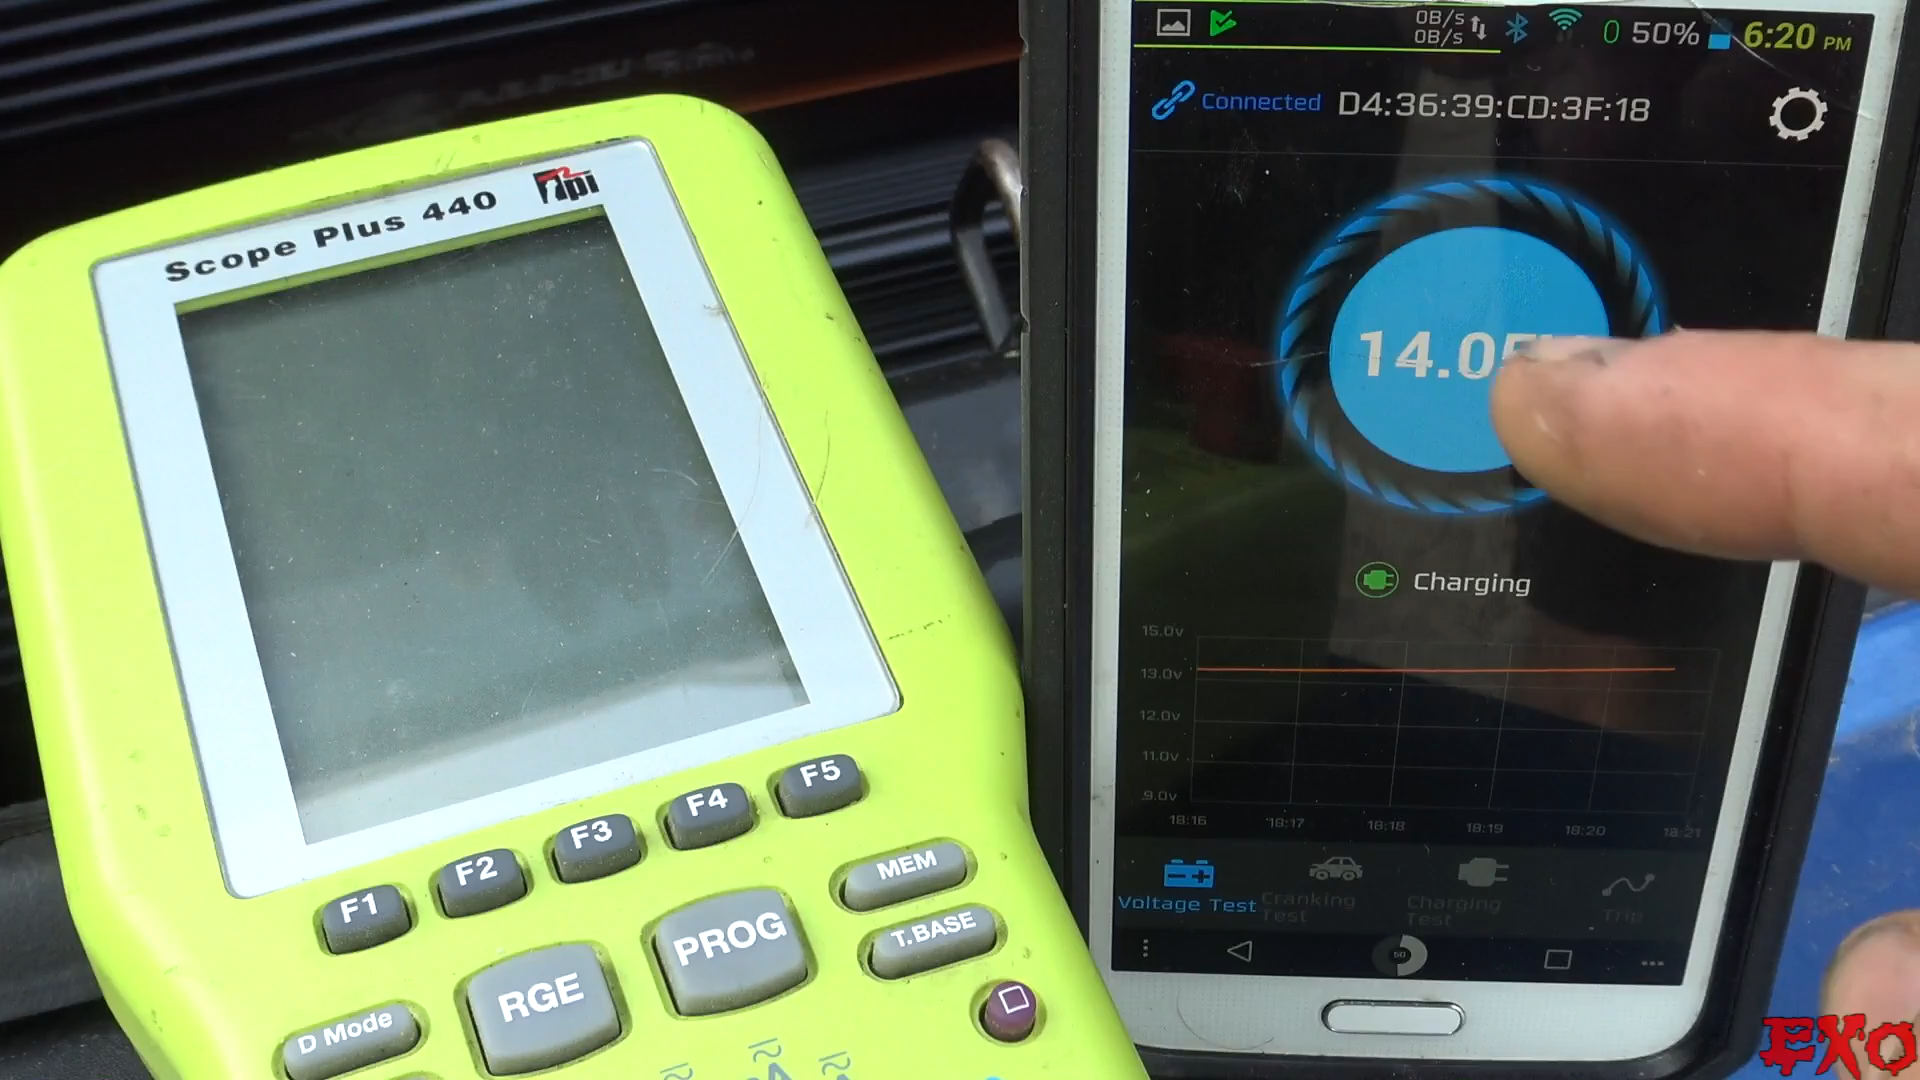 Scope Plus 440
tpi
F1
F2
F3
F4
F5
MEM
T.BASE
PROG
RGE
D Mode
0B/s
0B/s
0
50%
6:20 PM
Connected D4:36:39:CD:3F:18
14.05
Charging
15.0v
13.0v
12.0v
11.0v
9.0v
18:16 18:17 18:18 18:19 18:20 18:21
Voltage Test
Cranking Test
Charging Test
Trip
50
EXo